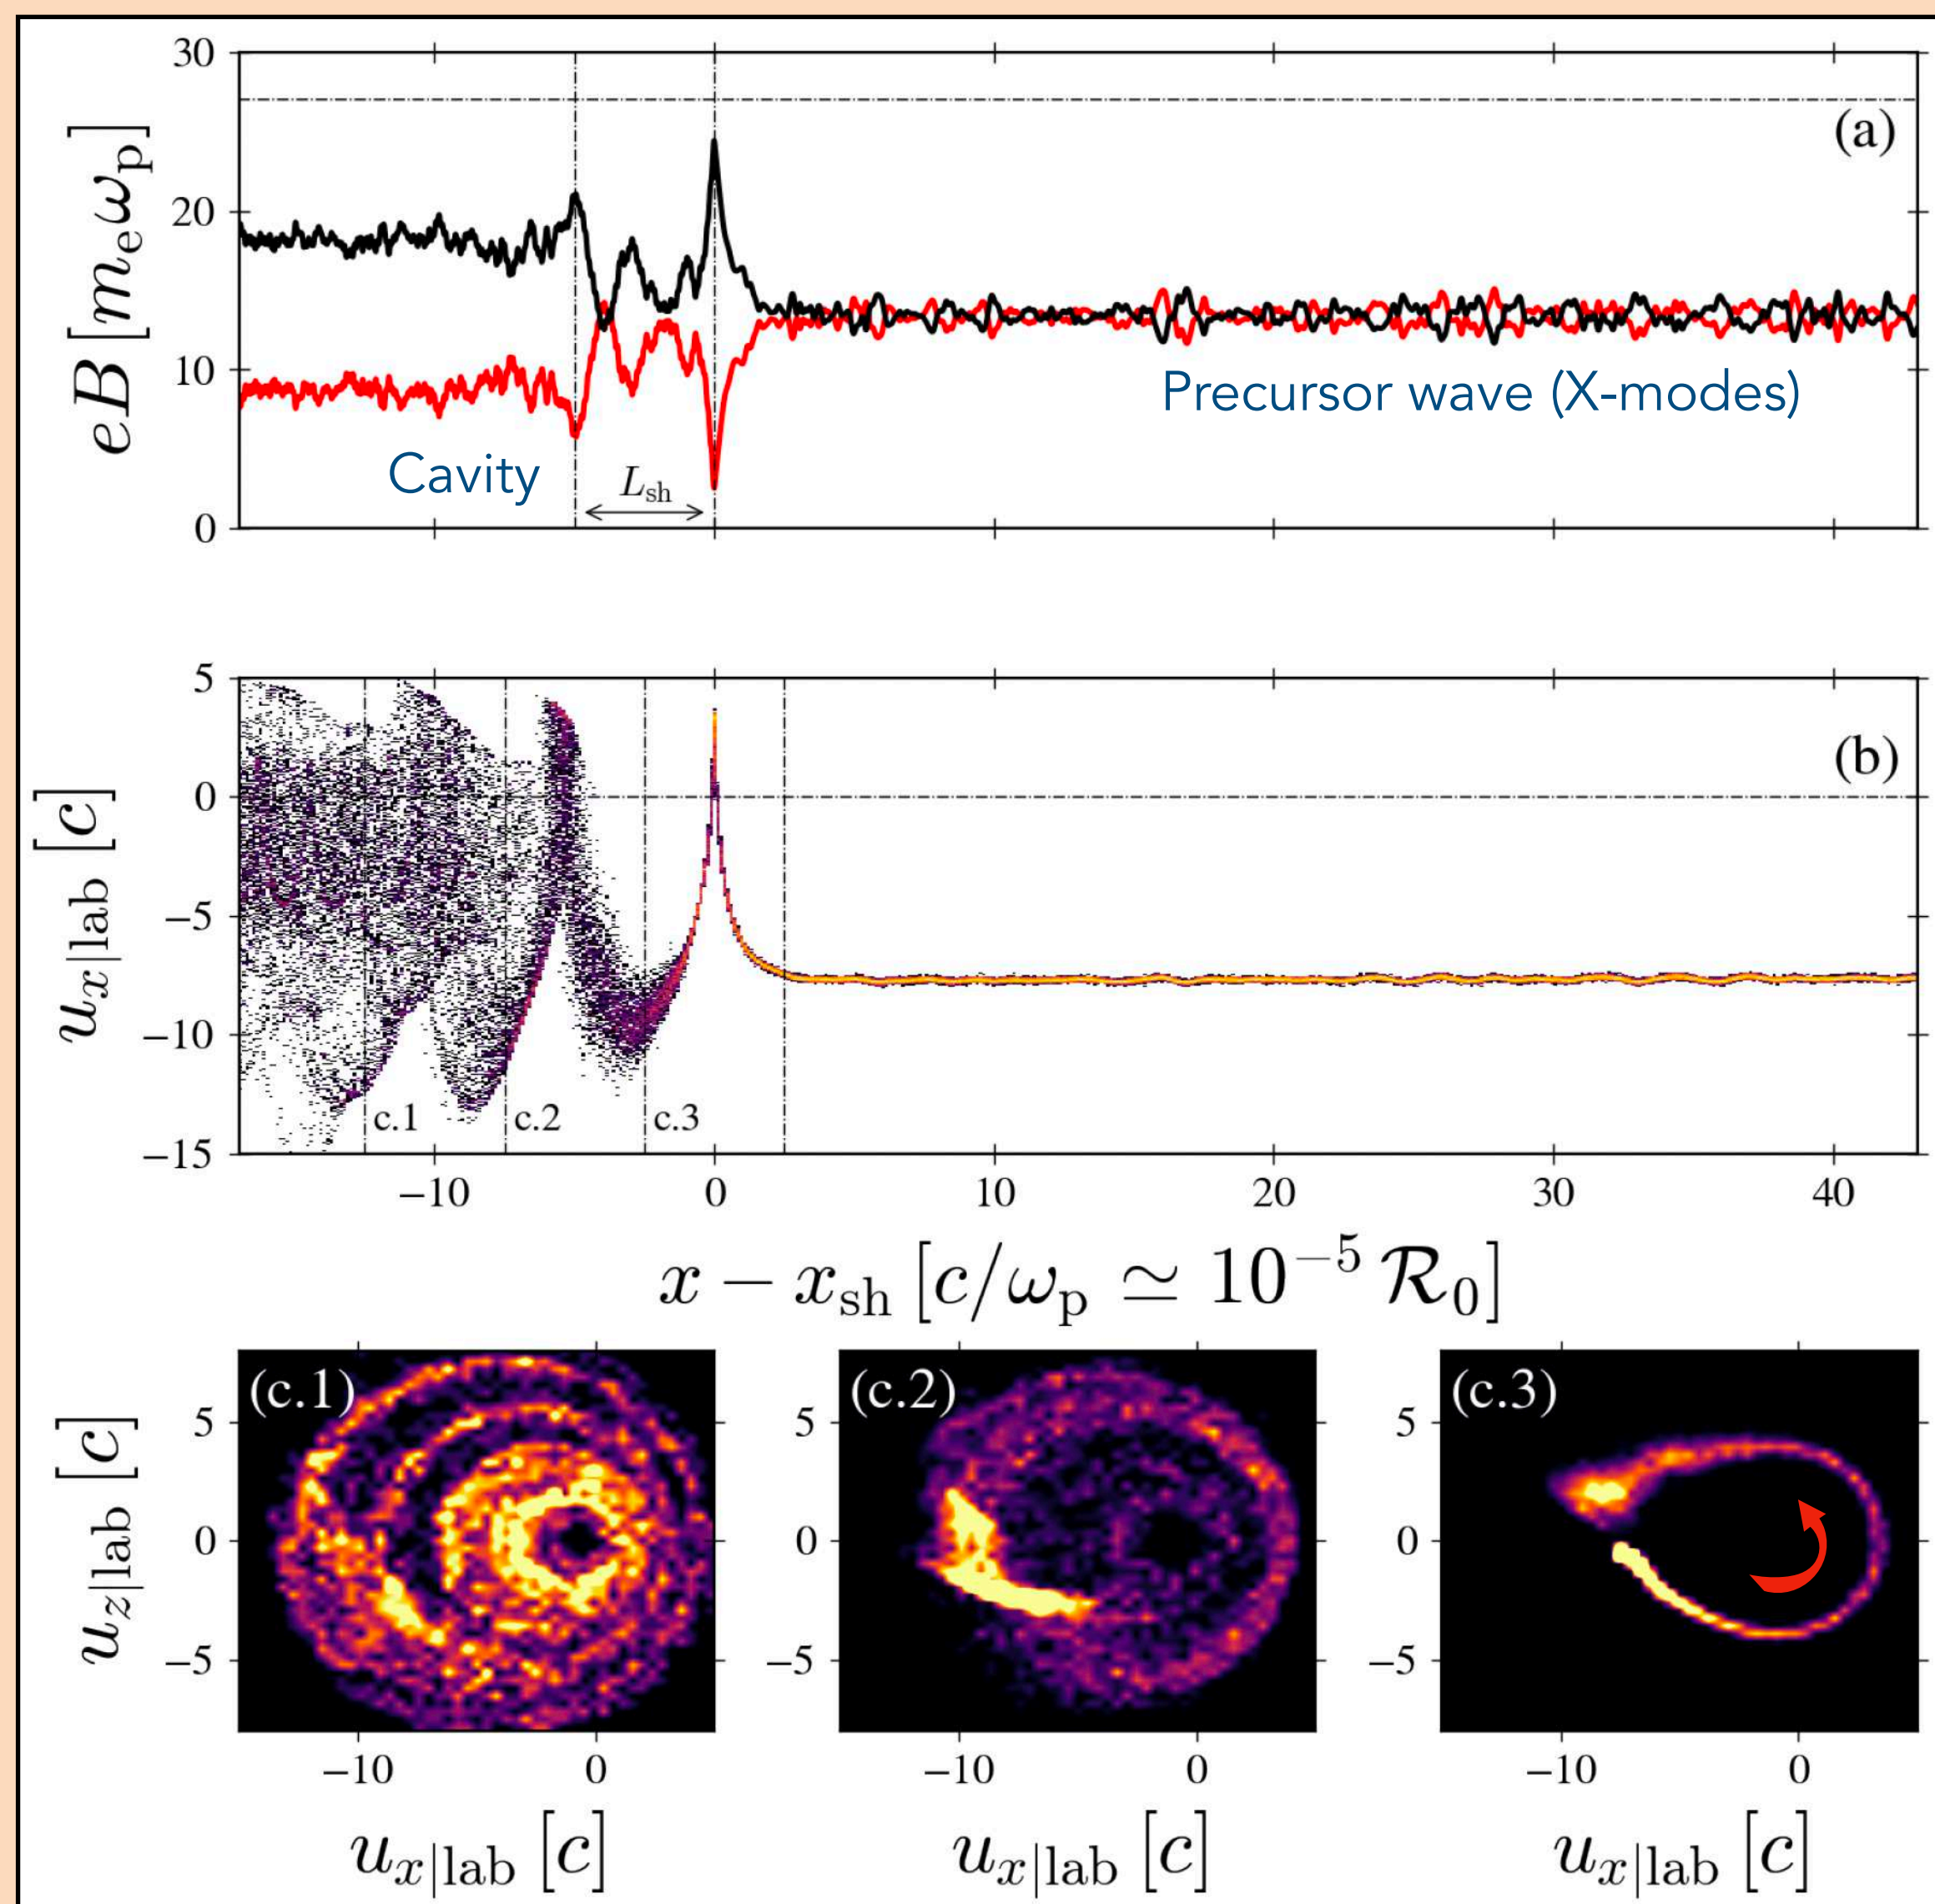 30
(a)
eB [m_e ω_p]
20
10
Precursor wave (X-modes)
Cavity
L_sh
0
5
(b)
0
u_x|lab [c]
−5
−10
c.1 c.2 c.3
−15
−10 0 10 20 30 40
x − x_sh [c/ω_p ≃ 10^−5 R_0]
(c.1) (c.2) (c.3)
5 5 5
u_z|lab [c]
0 0 0
−5 −5 −5
−10 0 −10 0 −10 0
u_x|lab [c] u_x|lab [c] u_x|lab [c]